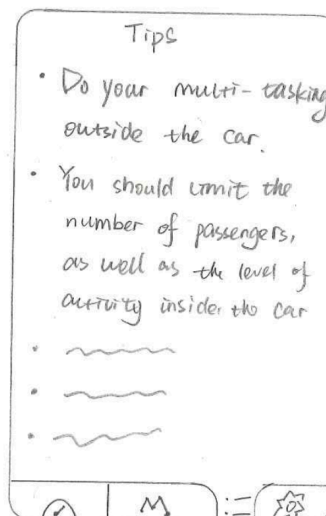 Tips
• Do your multi-tasking
outside the car.
• You should limit the
number of passengers,
as well as the level of
activity inside the car